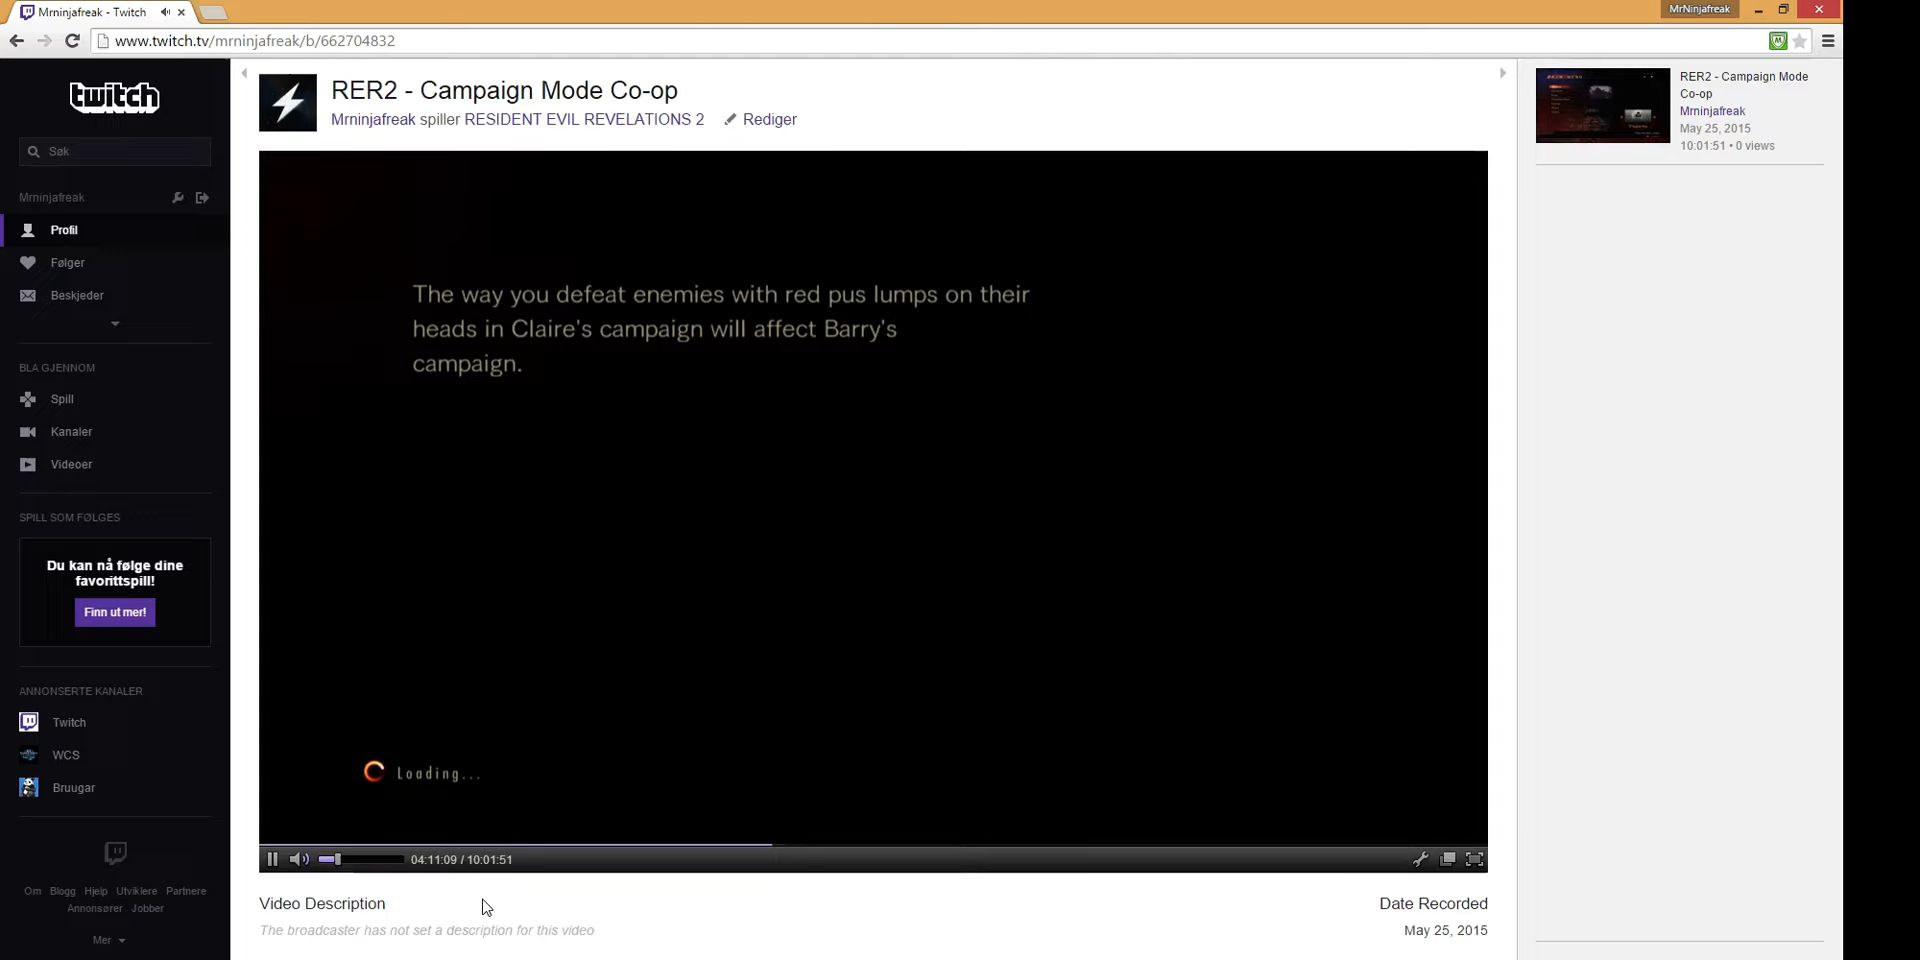 Mrninjafreak - Twitch
MrNinjafreak
www.twitch.tv/mrninjafreak/b/662704832
twitch
Søk
Mrninjafreak
Profil
Følger
Beskjeder
BLA GJENNOM
Spill
Kanaler
Videoer
SPILL SOM FØLGES
Du kan nå følge dine
favorittspill!
Finn ut mer!
ANNONSERTE KANALER
Twitch
WCS
Bruugar
Om Blogg Hjelp Utviklere Partnere
Annonsører Jobber
Mer
RER2 - Campaign Mode Co-op
Mrninjafreak spiller RESIDENT EVIL REVELATIONS 2 Rediger
The way you defeat enemies with red pus lumps on their
heads in Claire's campaign will affect Barry's
campaign.
Loading...
04:11:09 / 10:01:51
Video Description
The broadcaster has not set a description for this video
Date Recorded
May 25, 2015
RER2 - Campaign Mode
Co-op
Mrninjafreak
May 25, 2015
10:01:51 • 0 views